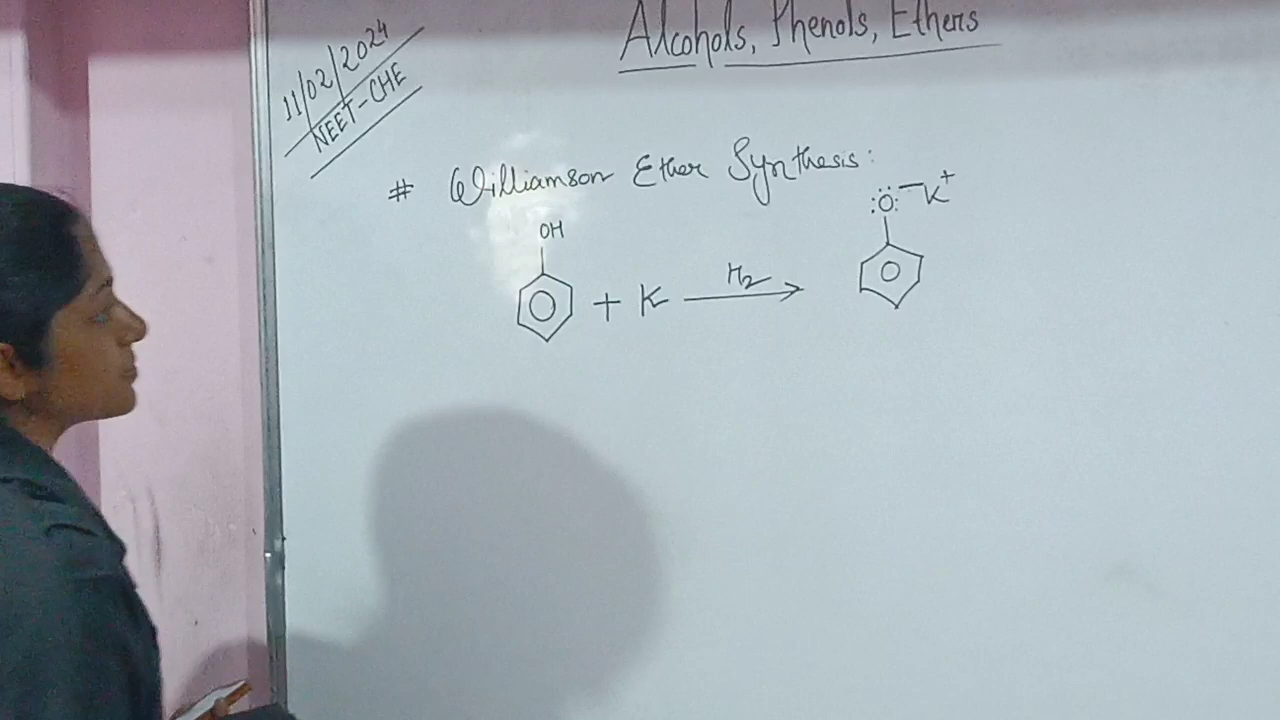 Alcohols, Phenols, Ethers
11/02/2024
NEET-CHE
# Williamson Ether Synthesis:
OH
+ K
H2
:Ö: – K+